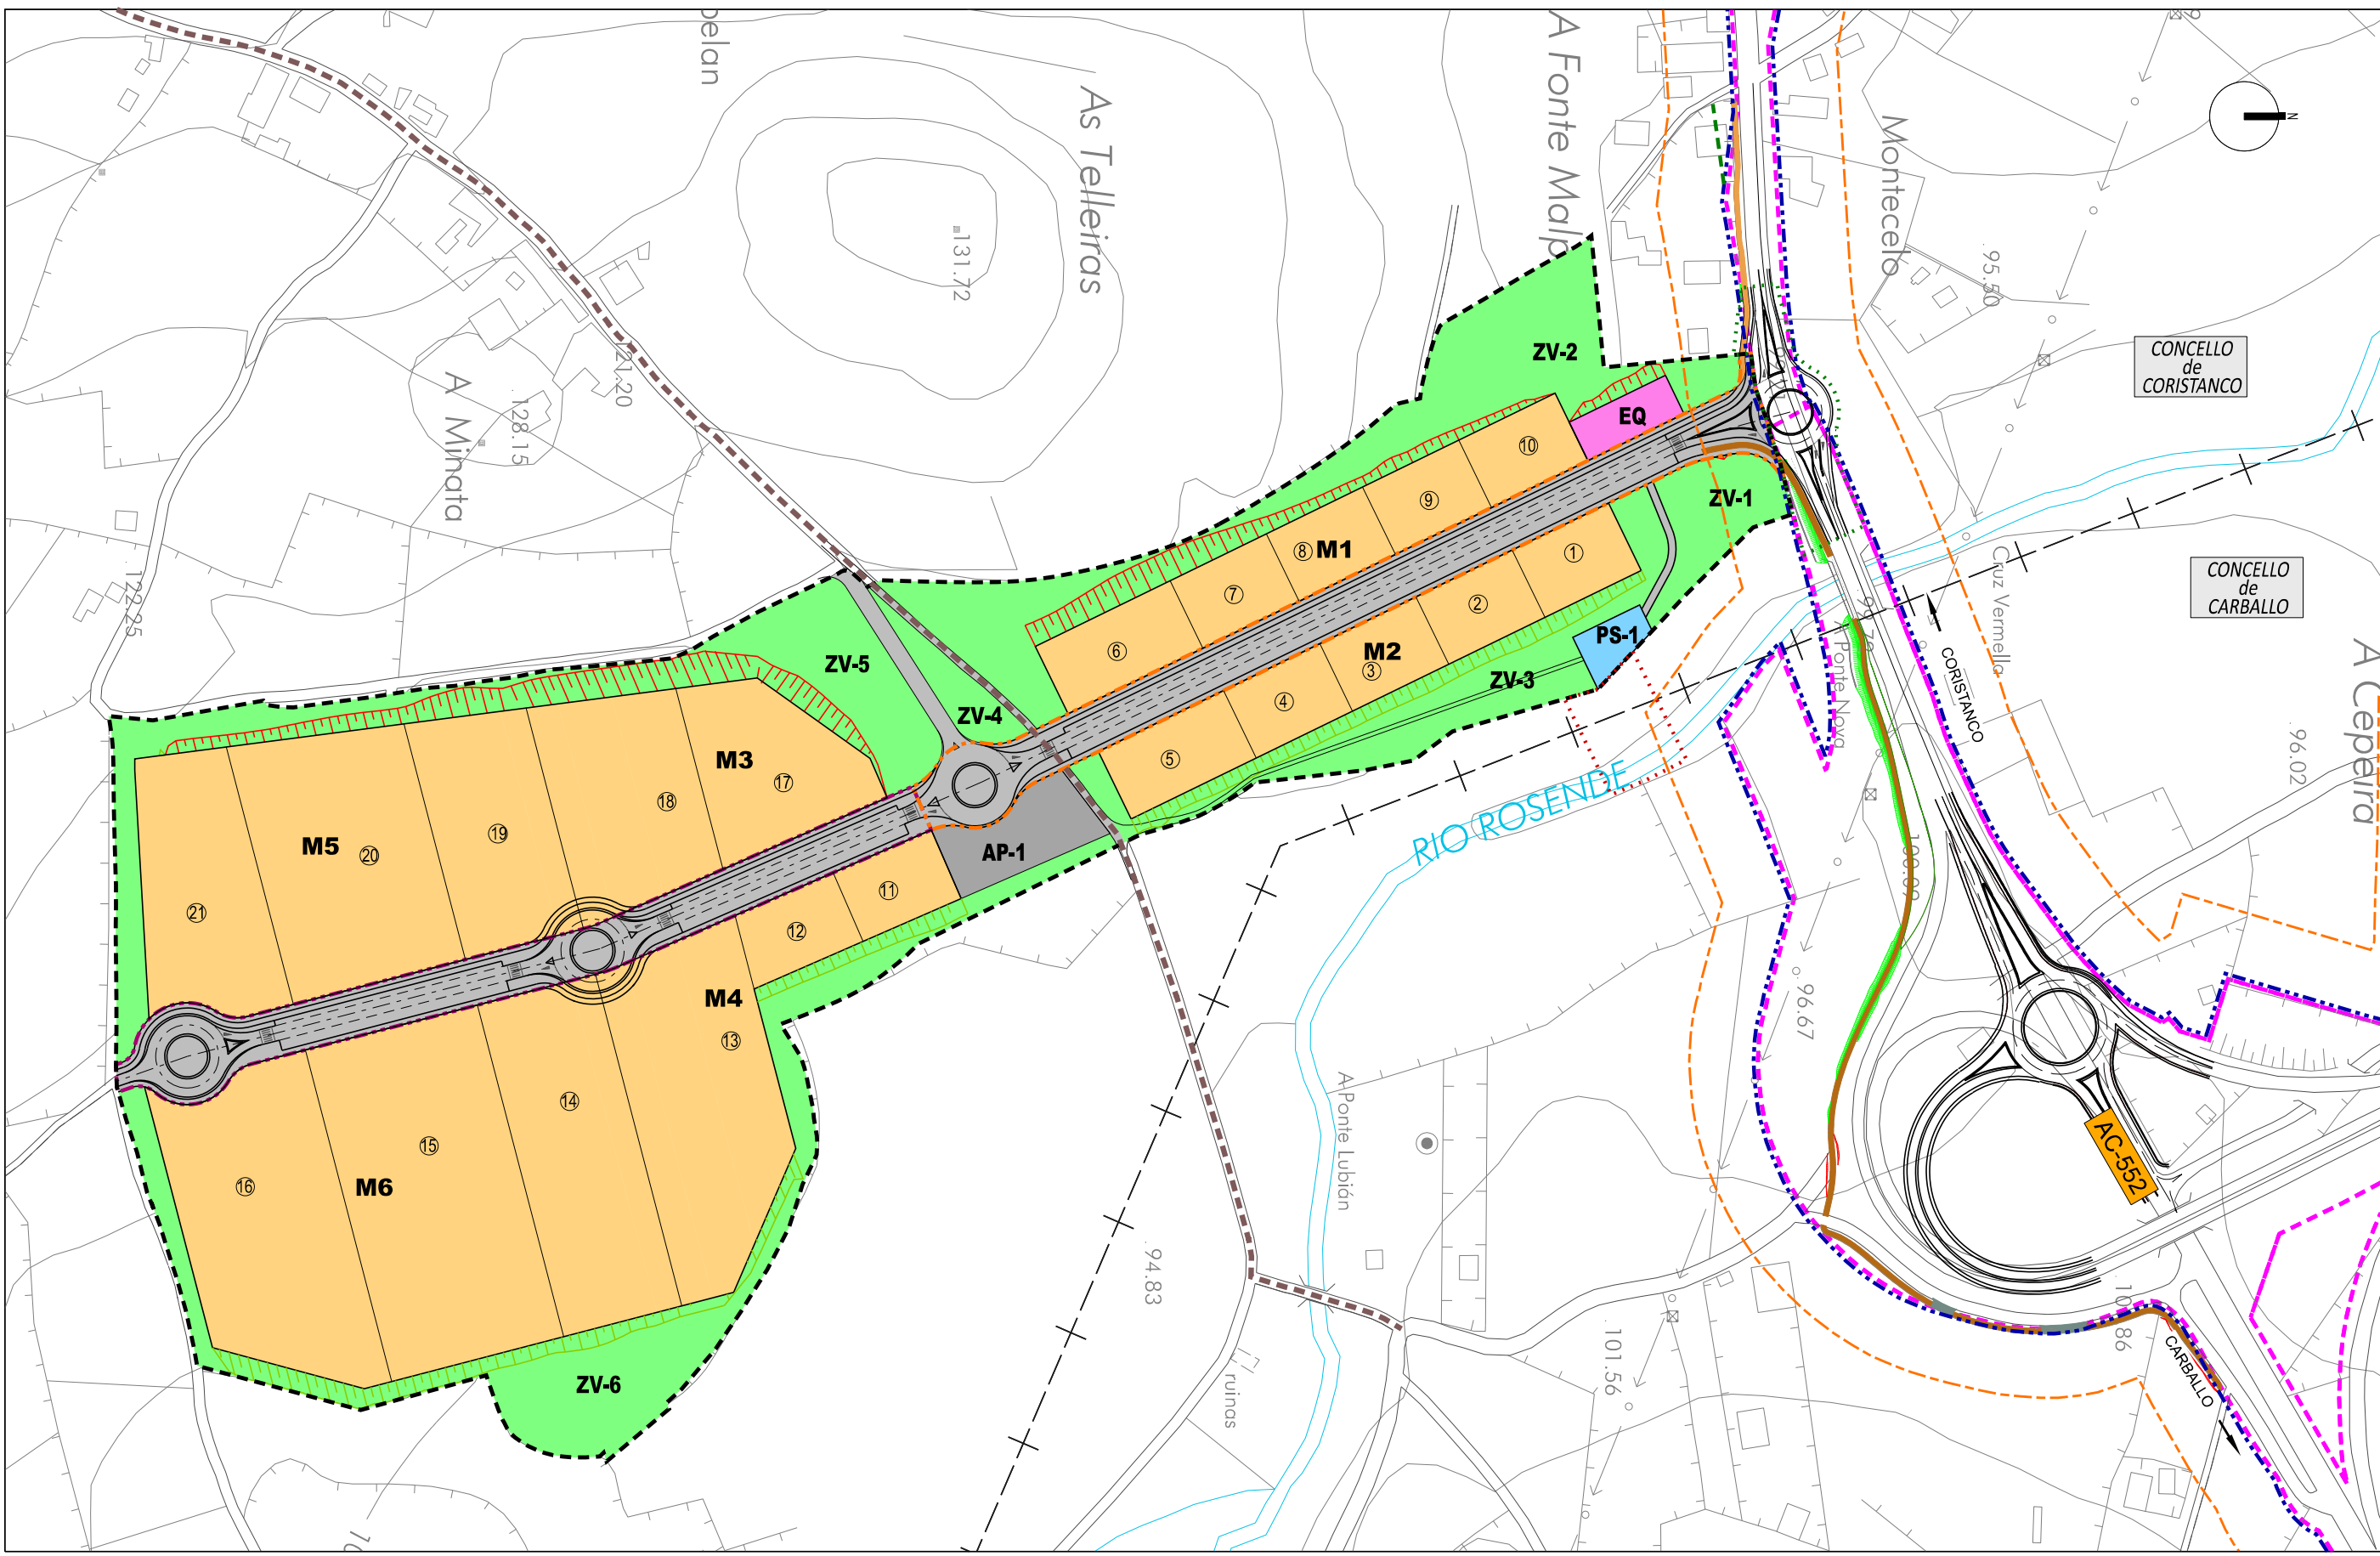 pelan
As Telleiras
131.72
A Fonte Malp
Montecelo
95.50
N
CONCELLO
de
CORISTANCO
CONCELLO
de
CARBALLO
A Cepeira
96.02
Cruz Vermella
CORISTANCO
A Ponte Nova
A Minata
128.15
121.20
122.25
ZV-2
EQ
ZV-1
10
9
8
M1
7
6
1
2
M2
3
4
5
PS-1
ZV-3
RIO ROSENDE
ZV-5
ZV-4
AP-1
M3
17
18
19
M5
20
21
11
12
M4
13
14
15
M6
16
ZV-6
96.67
A Ponte Lubián
94.83
ruinas
101.56
AC-552
CARBALLO